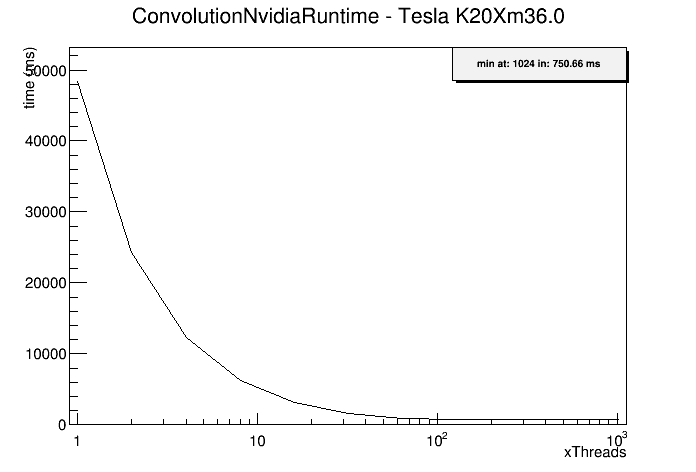 ConvolutionNvidiaRuntime - Tesla K20Xm36.0
time (ms)
min at: 1024 in: 750.66 ms
50000
40000
30000
20000
10000
0
1 10 10² 10³
xThreads